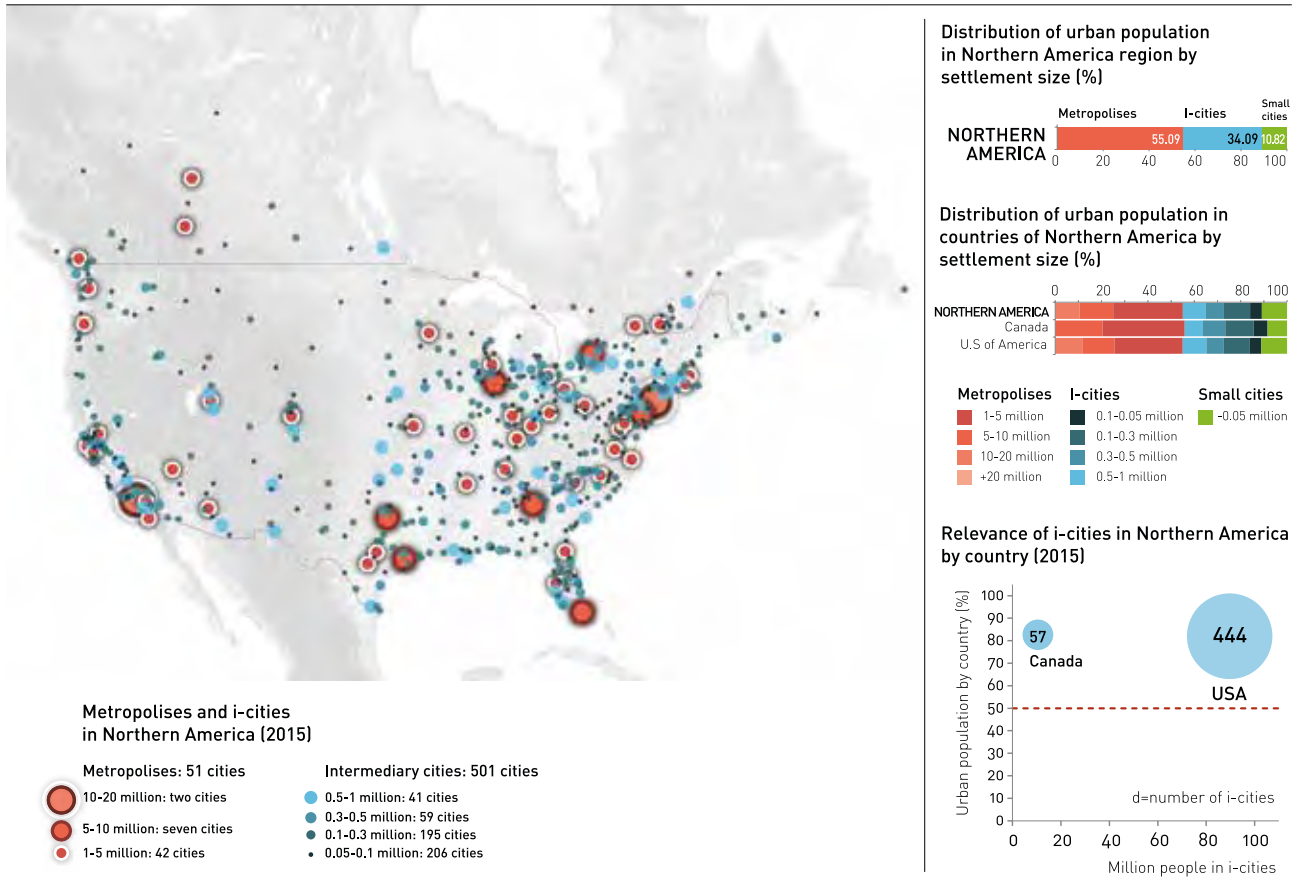 Distribution of urban population
in Northern America region by
settlement size (%)
Metropolises I-cities Small
cities
NORTHERN
AMERICA
55.09 34.09 10.82
0 20 40 60 80 100
Distribution of urban population in
countries of Northern America by
settlement size (%)
0 20 40 60 80 100
NORTHERN AMERICA
Canada
U.S of America
Metropolises I-cities Small cities
1-5 million 0.1-0.05 million -0.05 million
5-10 million 0.1-0.3 million
10-20 million 0.3-0.5 million
+20 million 0.5-1 million
Relevance of i-cities in Northern America
by country (2015)
Urban population by country (%)
100
90
80
70
60
50
40
30
20
10
0
57
Canada
444
USA
d=number of i-cities
0 20 40 60 80 100
Million people in i-cities
Metropolises and i-cities
in Northern America (2015)
Metropolises: 51 cities
10-20 million: two cities
5-10 million: seven cities
1-5 million: 42 cities
Intermediary cities: 501 cities
0.5-1 million: 41 cities
0.3-0.5 million: 59 cities
0.1-0.3 million: 195 cities
0.05-0.1 million: 206 cities